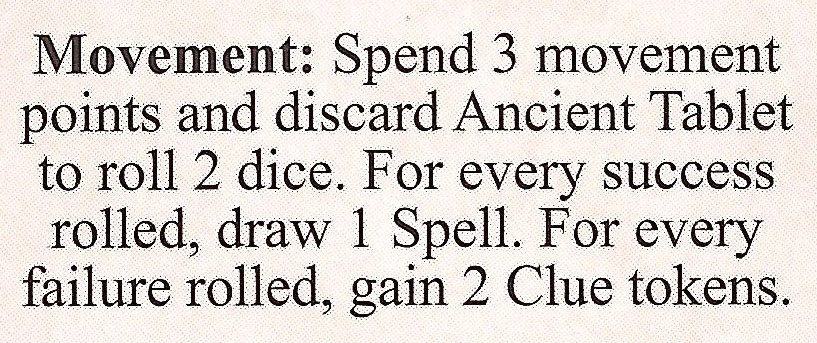 Movement: Spend 3 movement
points and discard Ancient Tablet
to roll 2 dice. For every success
rolled, draw 1 Spell. For every
failure rolled, gain 2 Clue tokens.